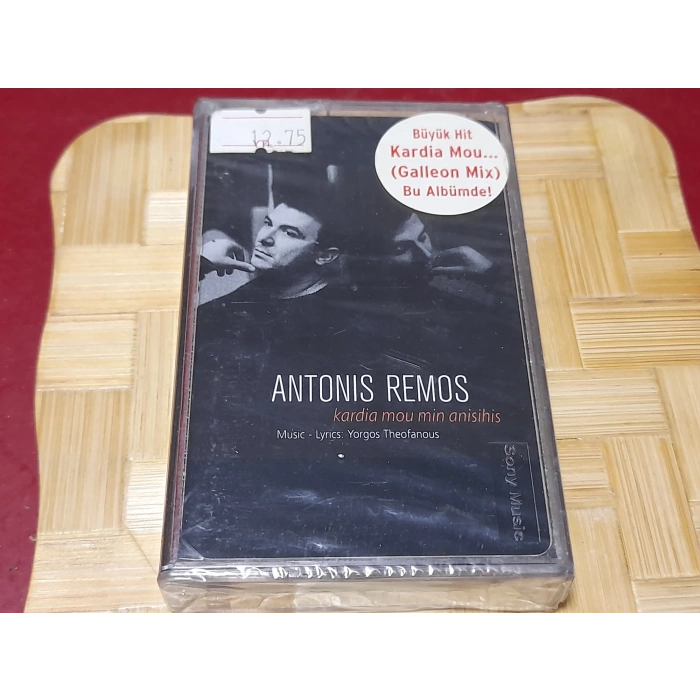 12.75
Büyük Hit
Kardia Mou...
(Galleon Mix)
Bu Albümde!
ANTONIS REMOS
kardia mou min anisihis
Music - Lyrics: Yorgos Theofanous
Sony Music